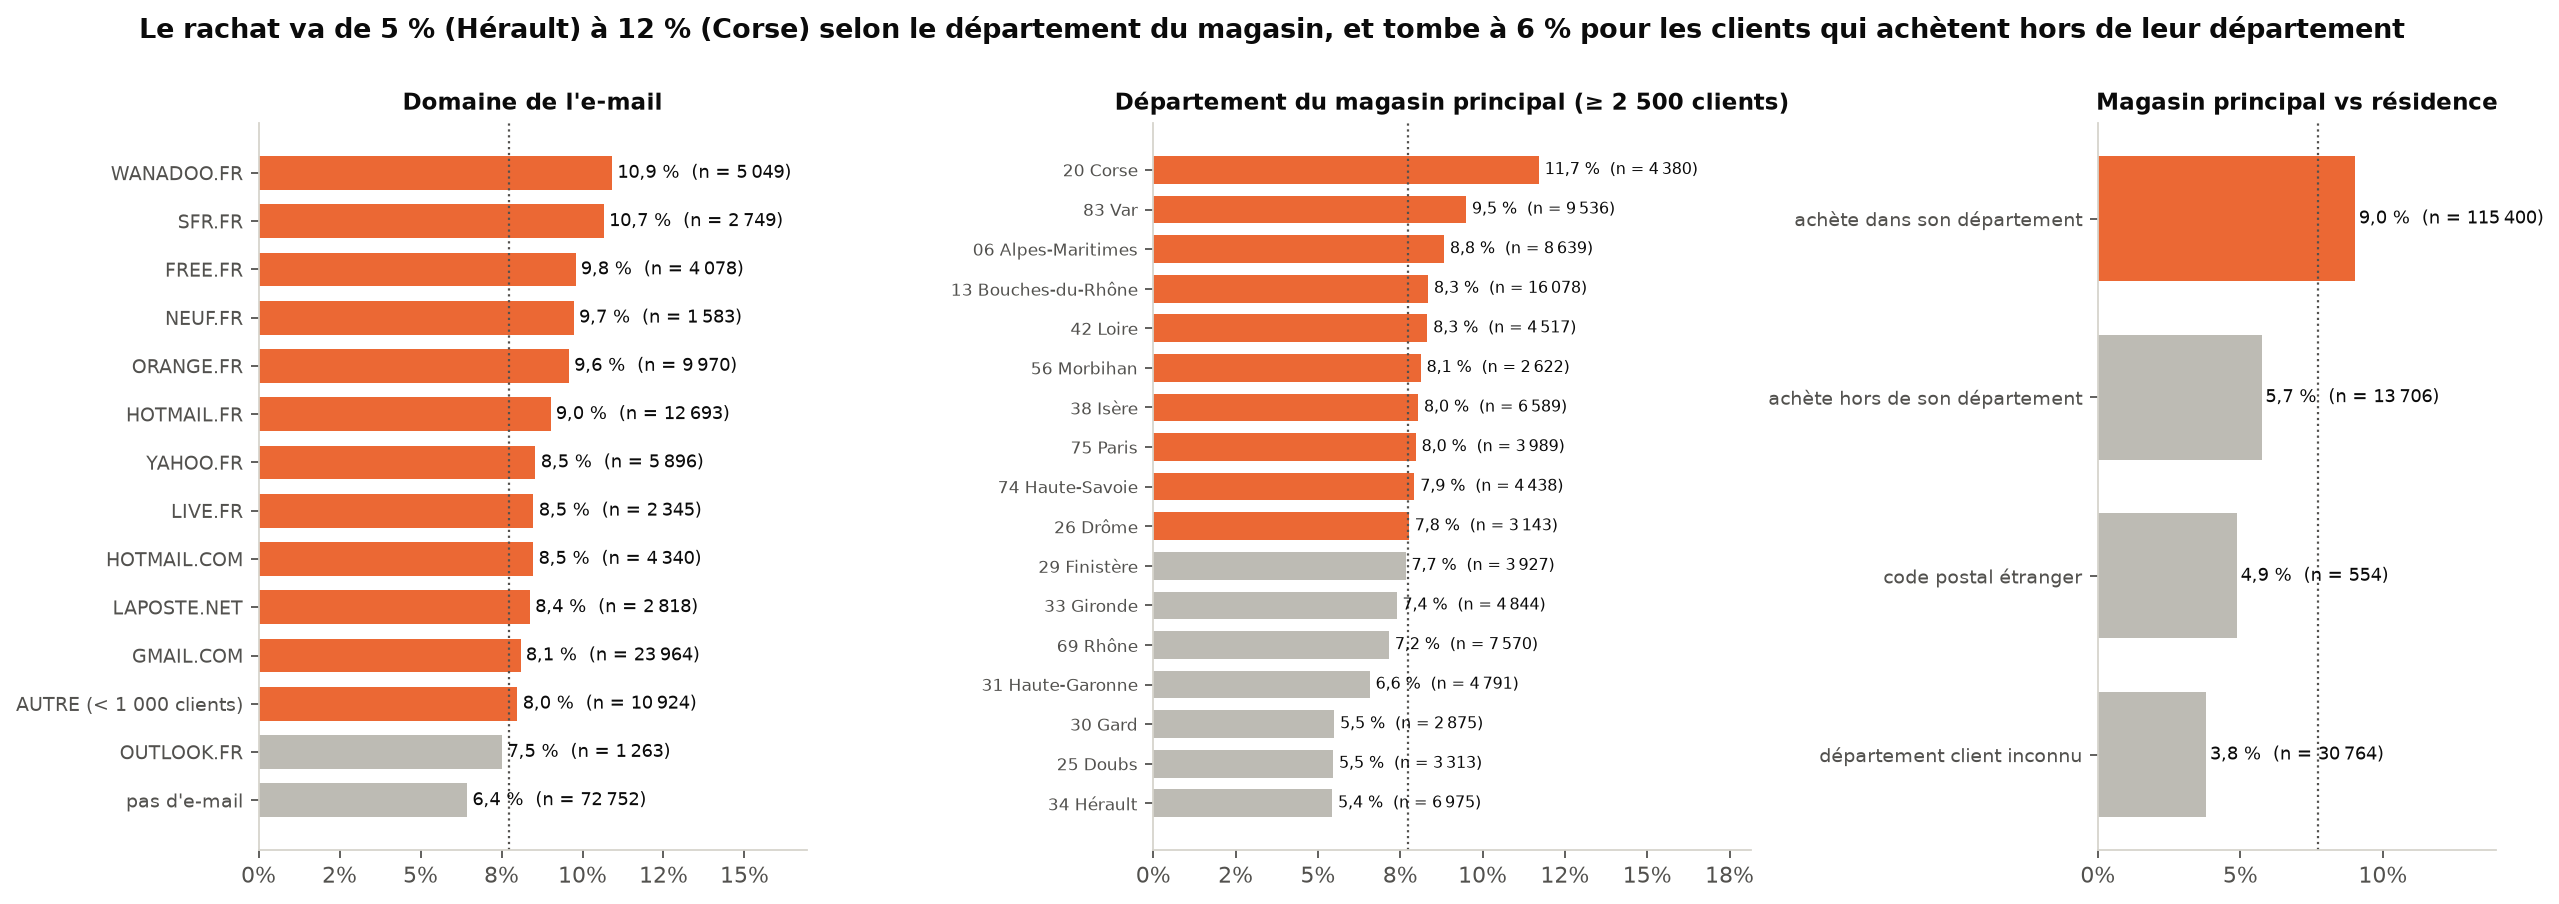 Le rachat va de 5 % (Hérault) à 12 % (Corse) selon le département du magasin, et tombe à 6 % pour les clients qui achètent hors de leur département
Domaine de l'e-mail
WANADOO.FR 10,9 % (n = 5 049)
SFR.FR 10,7 % (n = 2 749)
FREE.FR 9,8 % (n = 4 078)
NEUF.FR 9,7 % (n = 1 583)
ORANGE.FR 9,6 % (n = 9 970)
HOTMAIL.FR 9,0 % (n = 12 693)
YAHOO.FR 8,5 % (n = 5 896)
LIVE.FR 8,5 % (n = 2 345)
HOTMAIL.COM 8,5 % (n = 4 340)
LAPOSTE.NET 8,4 % (n = 2 818)
GMAIL.COM 8,1 % (n = 23 964)
AUTRE (< 1 000 clients) 8,0 % (n = 10 924)
OUTLOOK.FR 7,5 % (n = 1 263)
pas d'e-mail 6,4 % (n = 72 752)
0% 2% 5% 8% 10% 12% 15%
Département du magasin principal (≥ 2 500 clients)
20 Corse 11,7 % (n = 4 380)
83 Var 9,5 % (n = 9 536)
06 Alpes-Maritimes 8,8 % (n = 8 639)
13 Bouches-du-Rhône 8,3 % (n = 16 078)
42 Loire 8,3 % (n = 4 517)
56 Morbihan 8,1 % (n = 2 622)
38 Isère 8,0 % (n = 6 589)
75 Paris 8,0 % (n = 3 989)
74 Haute-Savoie 7,9 % (n = 4 438)
26 Drôme 7,8 % (n = 3 143)
29 Finistère 7,7 % (n = 3 927)
33 Gironde 7,4 % (n = 4 844)
69 Rhône 7,2 % (n = 7 570)
31 Haute-Garonne 6,6 % (n = 4 791)
30 Gard 5,5 % (n = 2 875)
25 Doubs 5,5 % (n = 3 313)
34 Hérault 5,4 % (n = 6 975)
0% 2% 5% 8% 10% 12% 15% 18%
Magasin principal vs résidence
achète dans son département 9,0 % (n = 115 400)
achète hors de son département 5,7 % (n = 13 706)
code postal étranger 4,9 % (n = 554)
département client inconnu 3,8 % (n = 30 764)
0% 5% 10%